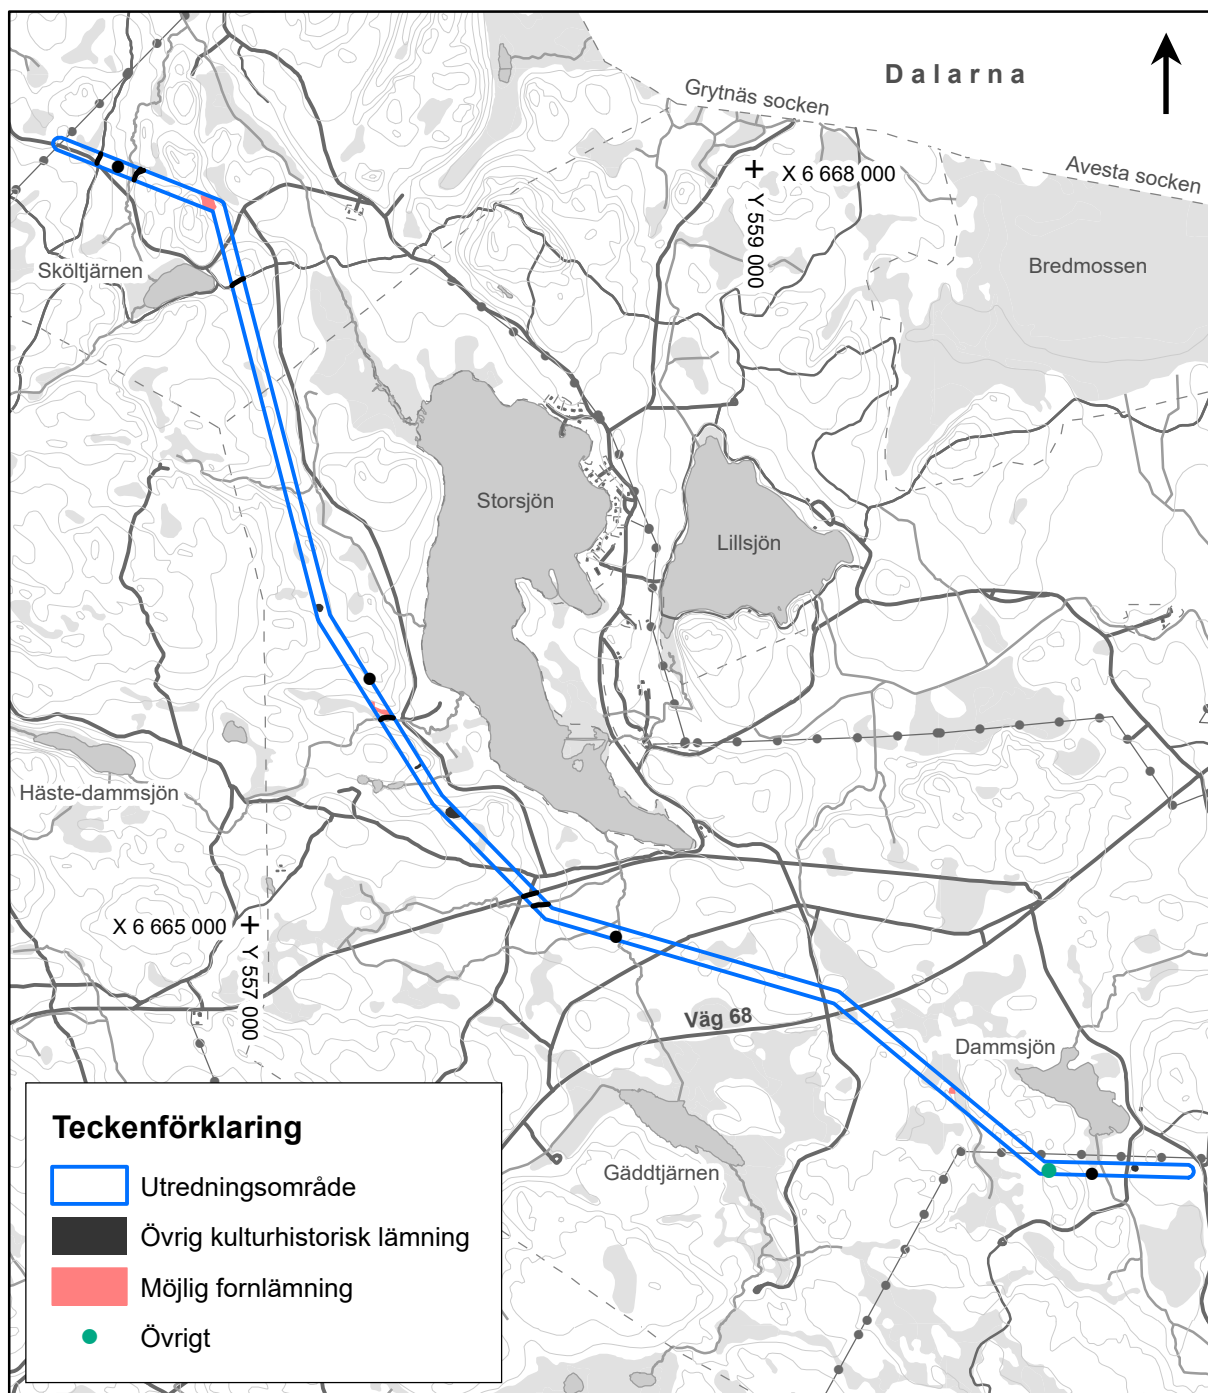 Dalarna
Grytnäs socken
Avesta socken
X 6 668 000
Y 559 000
Bredmossen
Sköltjärnen
Storsjön
Lillsjön
Häste-dammsjön
X 6 665 000
Y 557 000
Väg 68
Dammsjön
Gäddtjärnen
Teckenförklaring
Utredningsområde
Övrig kulturhistorisk lämning
Möjlig fornlämning
Övrigt